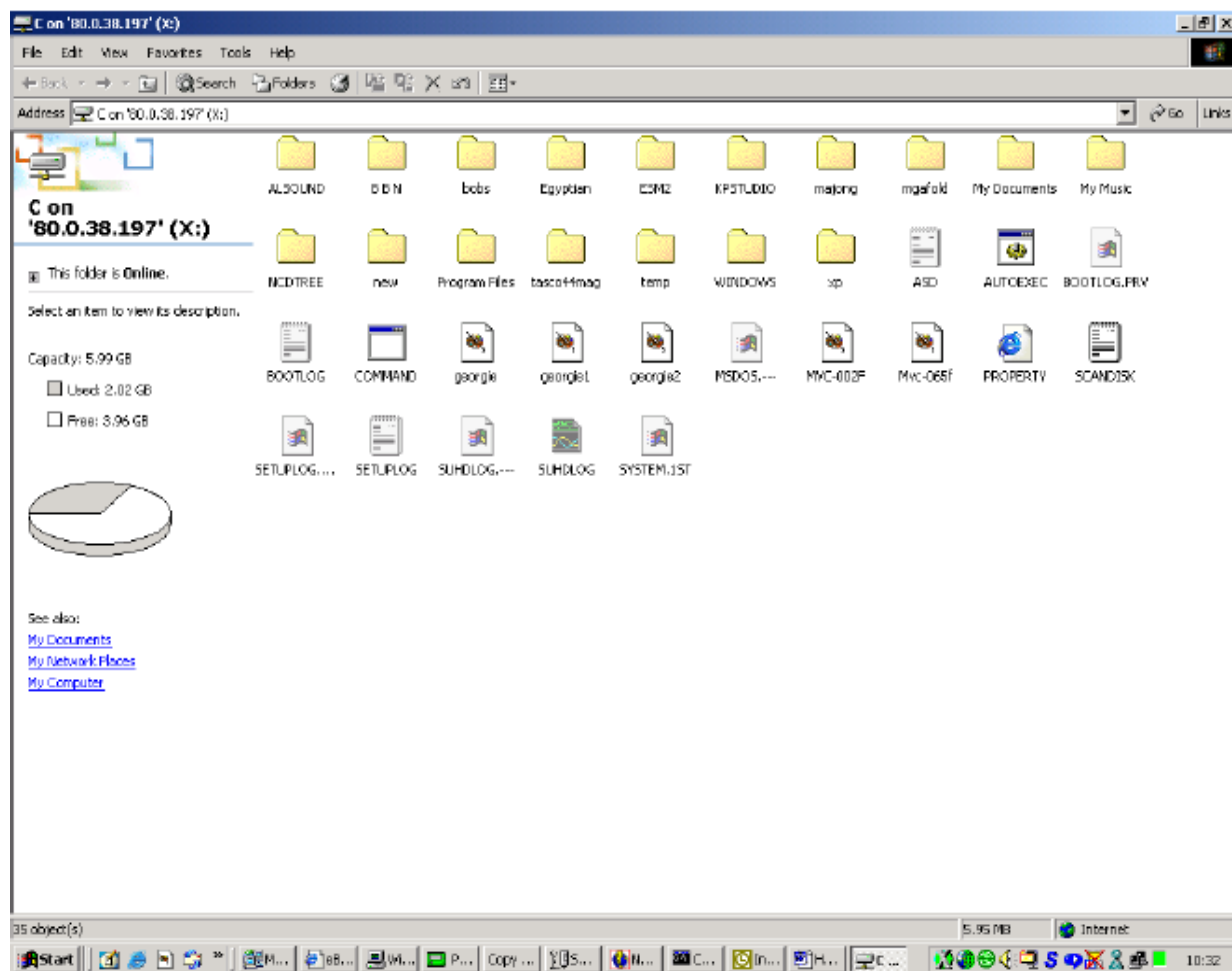 C on '80.0.38.197' (X:)
File Edit View Favorites Tools Help
Back Search Folders
Address C on '80.0.38.197' (X:) Go Links
C on
'80.0.38.197' (X:)
This folder is Online.
Select an item to view its description.
Capacity: 5.99 GB
Used: 2.02 GB
Free: 3.96 GB
See also:
My Documents
My Network Places
My Computer
ALSOUND B B N bobs Egyptian ESM2 KPSTUDIO majong mgafold My Documents My Music
NCDTREE new Program Files tasco44mag temp WINDOWS xp ASD AUTOEXEC BOOTLOG.PRV
BOOTLOG COMMAND georgie georgie1 georgie2 MSDOS.--- MVC-002F Mvc-065f PROPERTY SCANDISK
SETUPLOG.... SETUPLOG SUHDLOG.--- SUHDLOG SYSTEM.1ST
35 object(s) 5.95 MB Internet
Start M... eB... Wi... P... Copy ... S... N... C... In... H... C ... 10:32